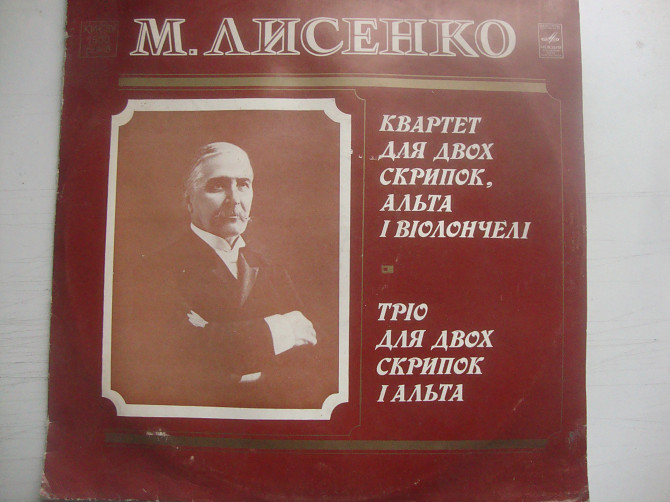 М. ЛИСЕНКО
КВАРТЕТ
ДЛЯ ДВОХ
СКРИПОК,
АЛЬТА
І ВІОЛОНЧЕЛІ
ТРІО
ДЛЯ ДВОХ
СКРИПОК
І АЛЬТА